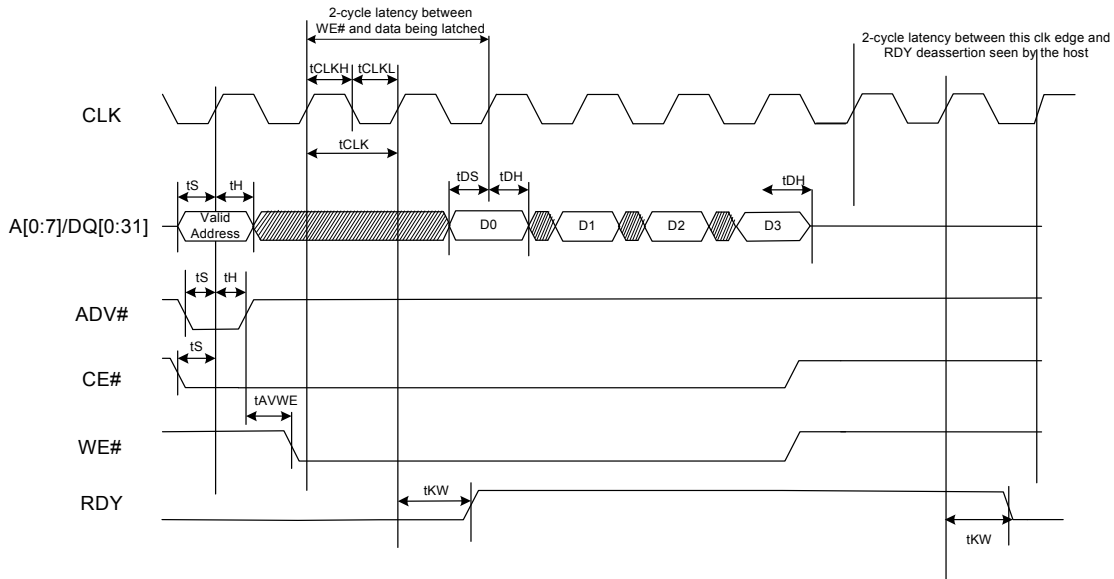 2-cycle latency between
WE# and data being latched
2-cycle latency between this clk edge and
RDY deassertion seen by the host
tCLKH
tCLKL
CLK
tCLK
tS
tH
tDS
tDH
tDH
A[0:7]/DQ[0:31]
Valid
Address
D0
D1
D2
D3
tS
tH
ADV#
tS
CE#
tAVWE
WE#
tKW
RDY
tKW